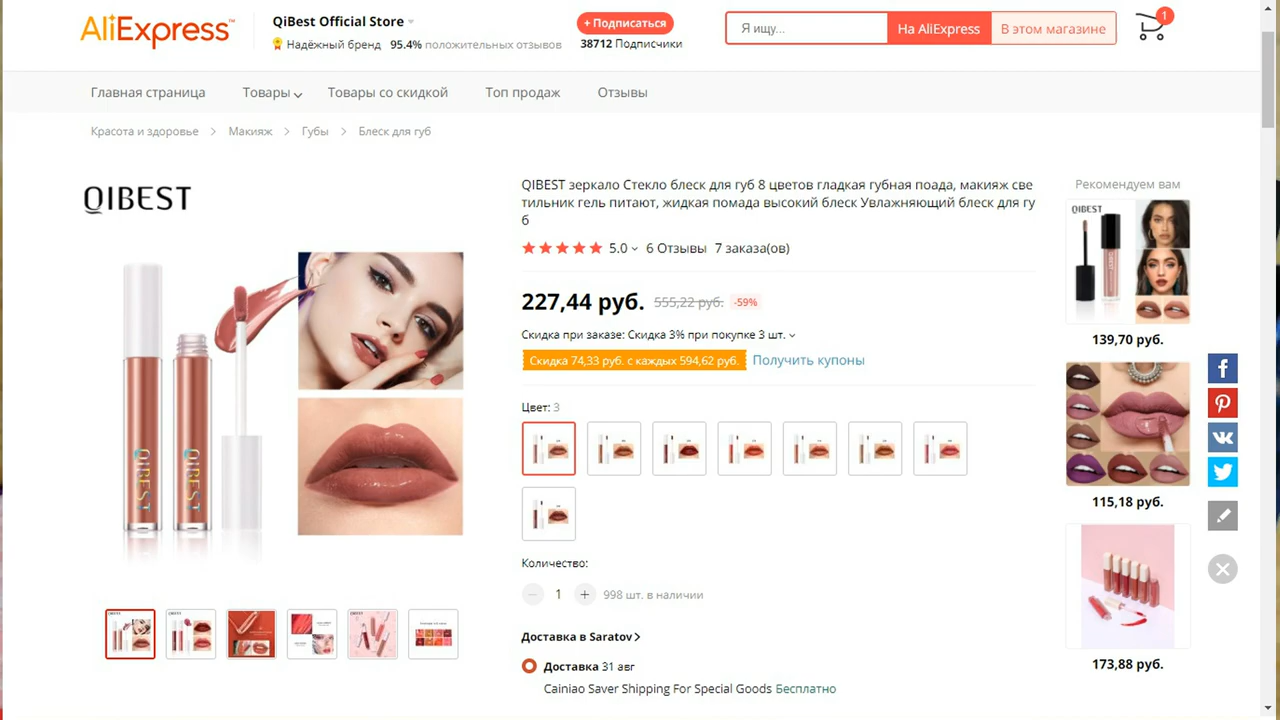 AliExpress™
QiBest Official Store
Надёжный бренд 95.4% положительных отзывов
+ Подписаться
38712 Подписчики
Я ищу...
На AliExpress
В этом магазине
1
Главная страница Товары Товары со скидкой Топ продаж Отзывы
Красота и здоровье > Макияж > Губы > Блеск для губ
QIBEST
QIBEST
QIBEST
QIBEST зеркало Стекло блеск для губ 8 цветов гладкая губная поада, макияж све
тильник гель питают, жидкая помада высокий блеск Увлажняющий блеск для гу
б
5.0 6 Отзывы 7 заказа(ов)
227,44 руб. 555,22 руб. -59%
Скидка при заказе: Скидка 3% при покупке 3 шт.
Скидка 74,33 руб. с каждых 594,62 руб. Получить купоны
Цвет: 3
Количество:
− 1 + 998 шт. в наличии
Доставка в Saratov >
Доставка 31 авг
Cainiao Saver Shipping For Special Goods Бесплатно
Рекомендуем вам
QIBEST
139,70 руб.
115,18 руб.
173,88 руб.